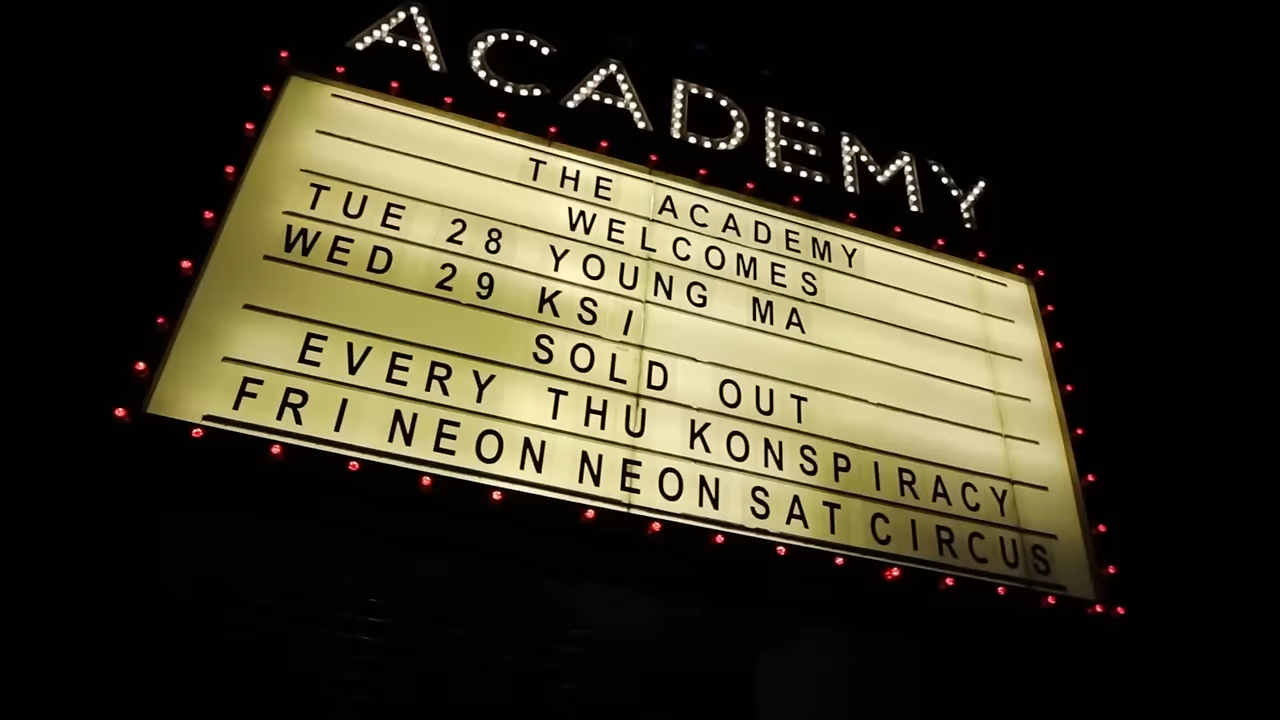 ACADEMY
THE ACADEMY
WELCOMES
TUE 28 YOUNG MA
WED 29 KSI
SOLD OUT
EVERY THU KONSPIRACY
FRI NEON NEON SAT CIRCUS